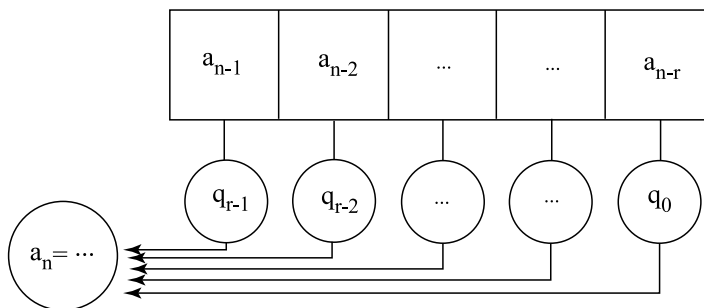 a_{n-1} a_{n-2} ... ... a_{n-r}
q_{r-1} q_{r-2} ... ... q_0
a_n = ...